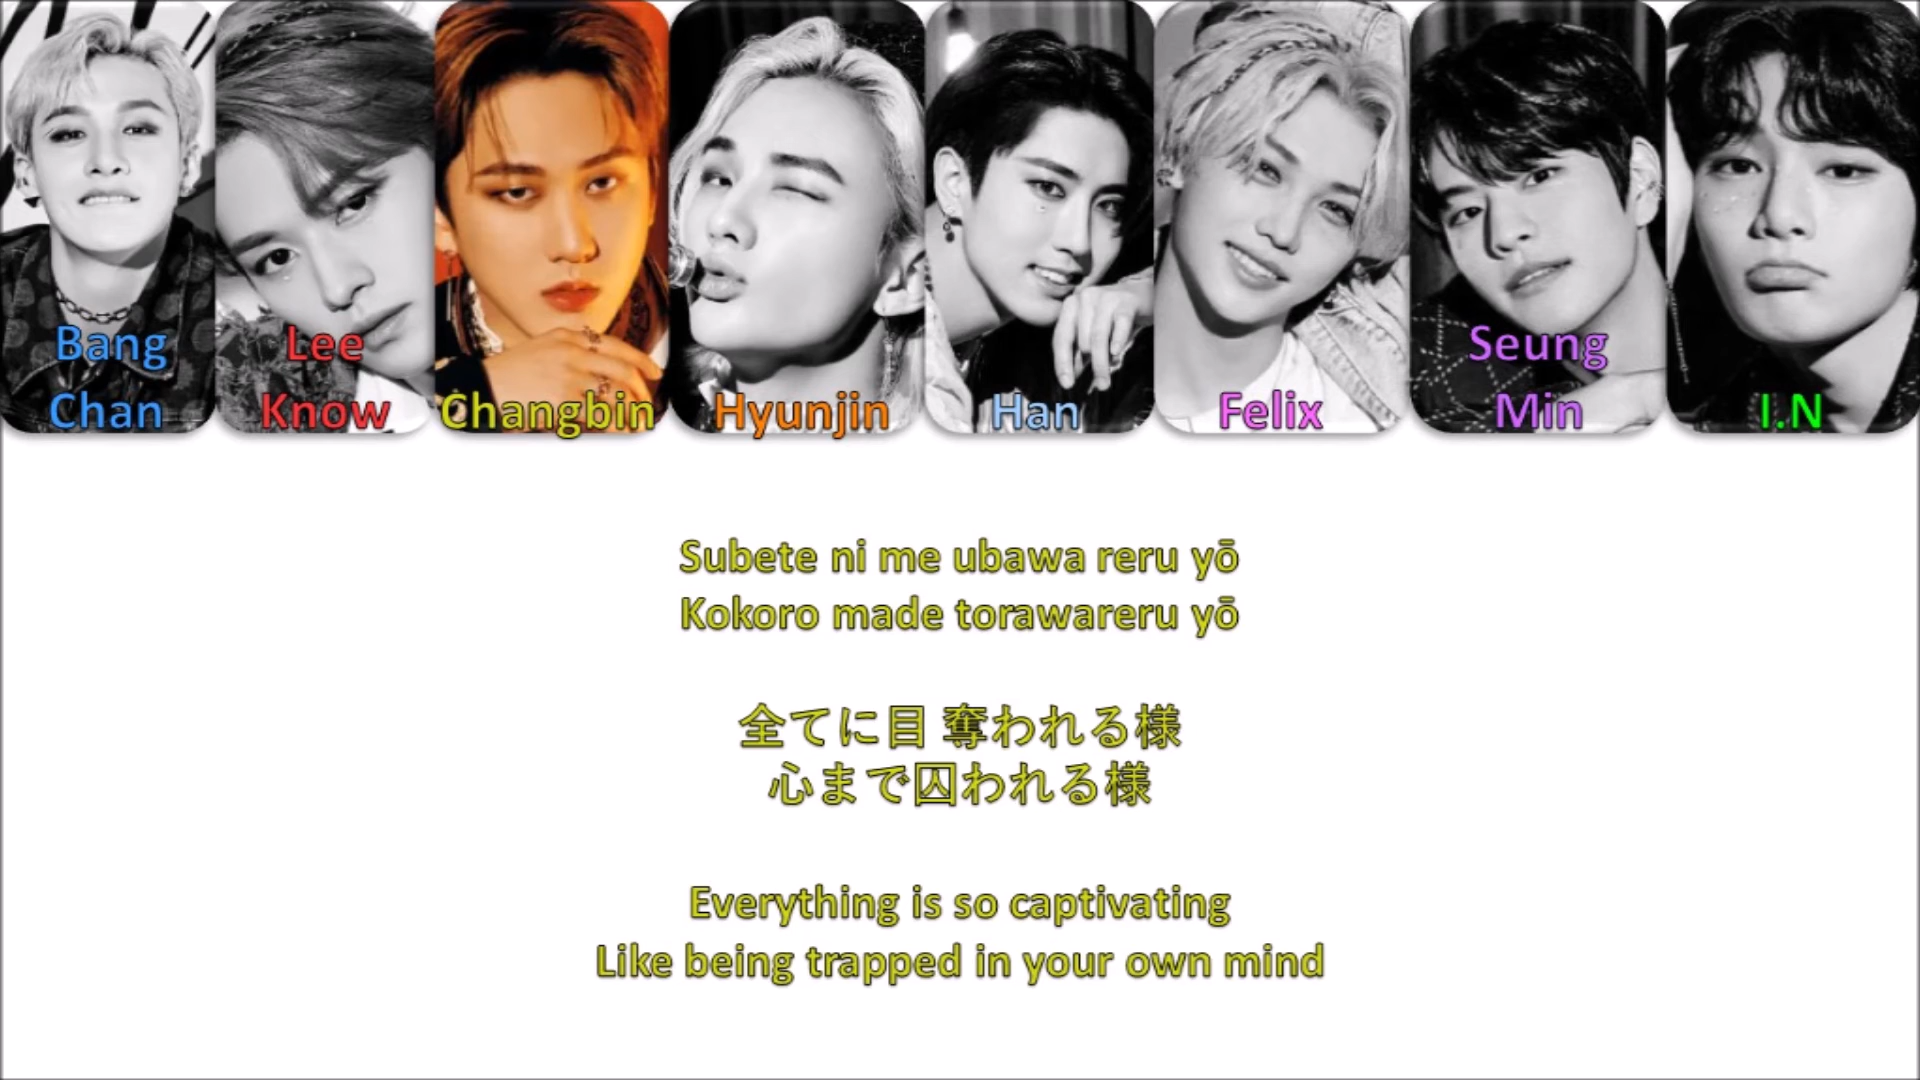 Bang
Chan
Lee
Know
Changbin
Hyunjin
Han
Felix
Seung
Min
I.N
Subete ni me ubawa reru yō
Kokoro made torawareru yō
全てに目 奪われる様
心まで囚われる様
Everything is so captivating
Like being trapped in your own mind